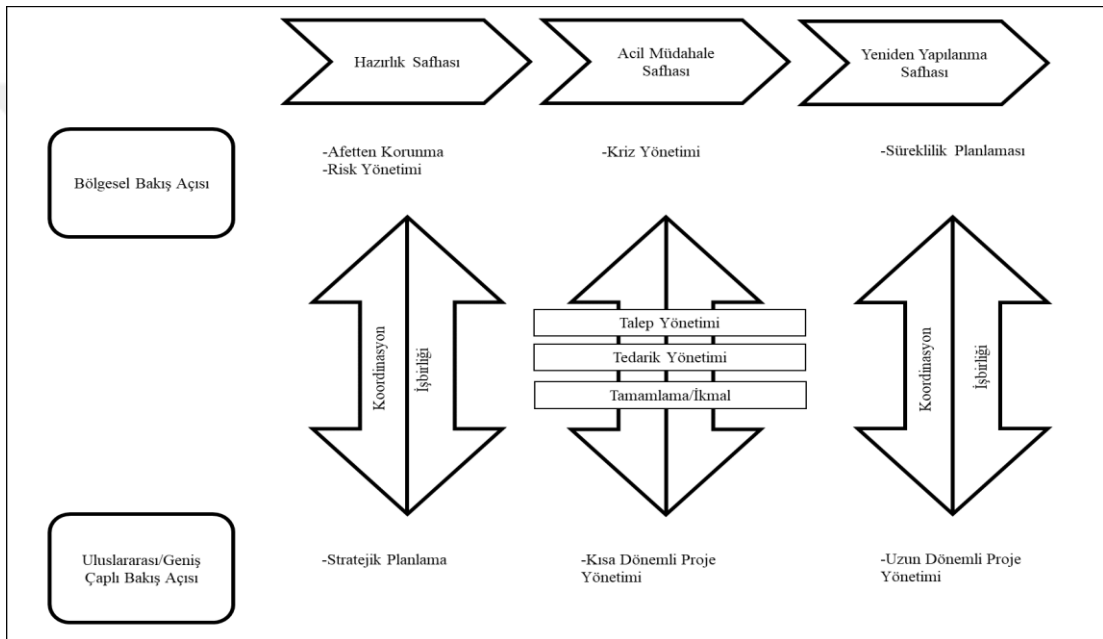 Hazırlık Safhası
Acil Müdahale
Safhası
Yeniden Yapılanma
Safhası
Bölgesel Bakış Açısı
-Afetten Korunma
-Risk Yönetimi
-Kriz Yönetimi
-Süreklilik Planlaması
Koordinasyon
İşbirliği
Talep Yönetimi
Tedarik Yönetimi
Tamamlama/İkmal
Koordinasyon
İşbirliği
Uluslararası/Geniş
Çaplı Bakış Açısı
-Stratejik Planlama
-Kısa Dönemli Proje
Yönetimi
-Uzun Dönemli Proje
Yönetimi